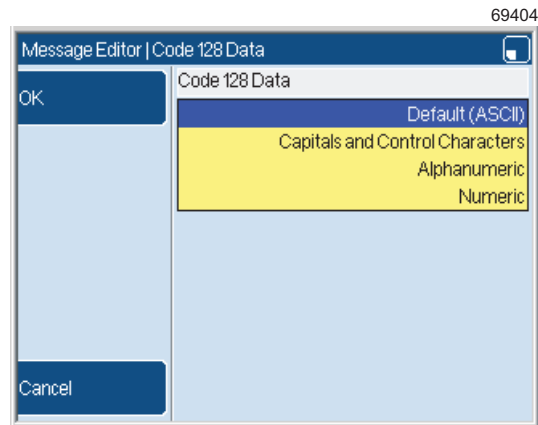 69404
Message Editor | Code 128 Data
OK
Code 128 Data
Default (ASCII)
Capitals and Control Characters
Alphanumeric
Numeric
Cancel